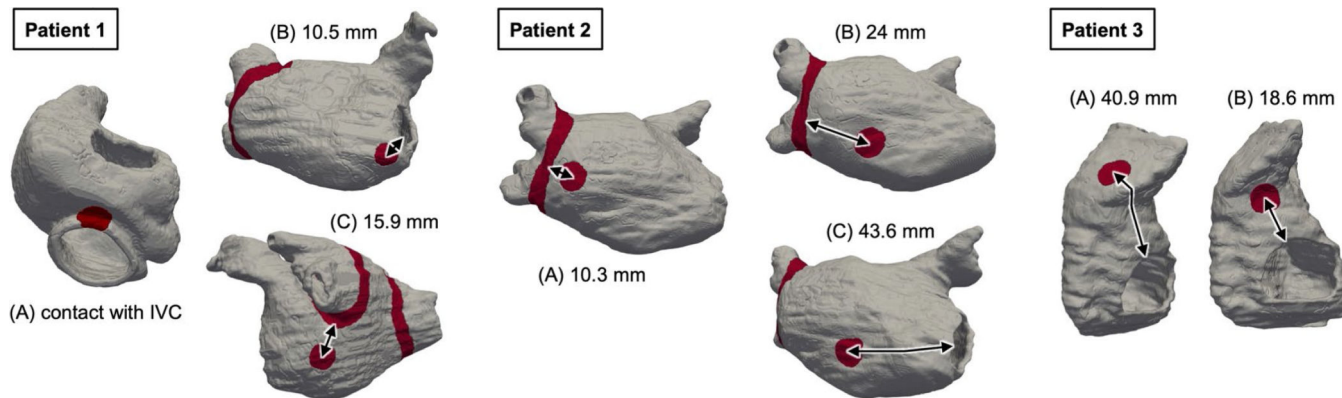 Patient 1
(A) contact with IVC
(B) 10.5 mm
(C) 15.9 mm
Patient 2
(A) 10.3 mm
(B) 24 mm
(C) 43.6 mm
Patient 3
(A) 40.9 mm
(B) 18.6 mm